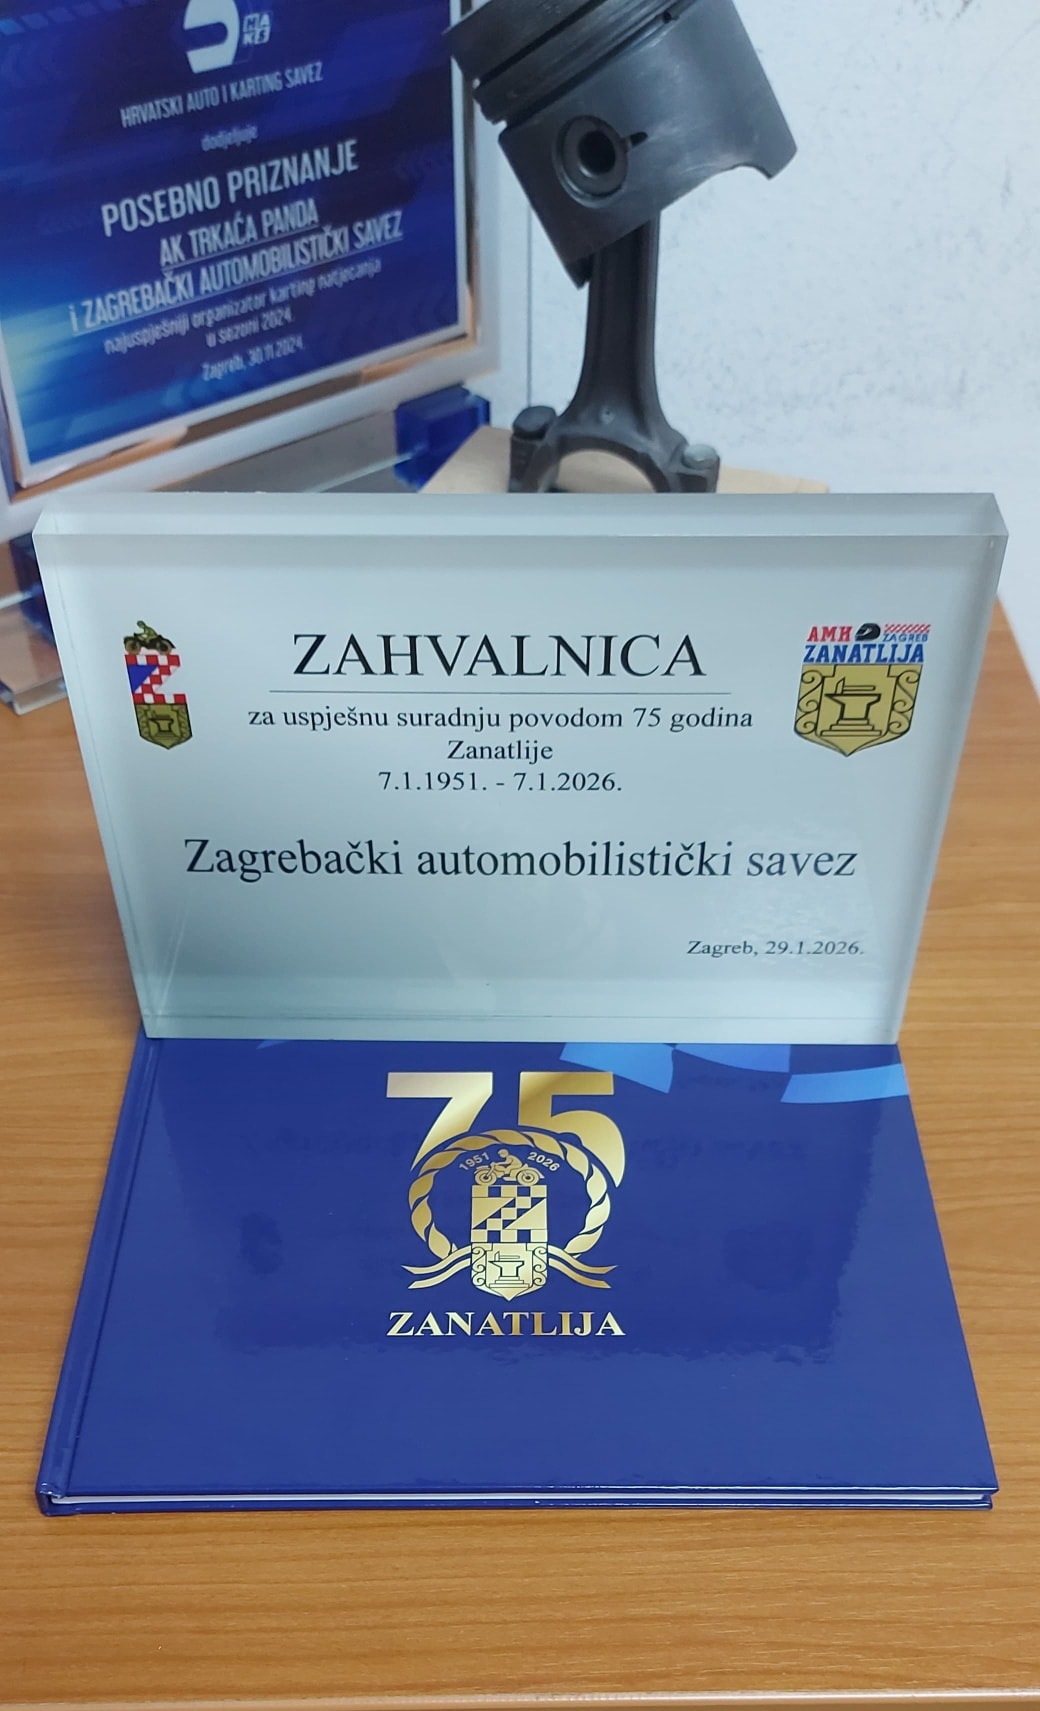 HRVATSKI AUTO I KARTING SAVEZ
dodjeljuje
POSEBNO PRIZNANJE
AK TRKAĆA PANDA
i ZAGREBAČKI AUTOMOBILISTIČKI SAVEZ
najuspješniji organizator karting natjecanja
u sezoni 2024.
Zagreb, 30.11.2024.
ZAHVALNICA
za uspješnu suradnju povodom 75 godina
Zanatlije
7.1.1951. - 7.1.2026.
AMK ZAGREB
ZANATLIJA
Zagrebački automobilistički savez
Zagreb, 29.1.2026.
75
1951 2026
ZANATLIJA